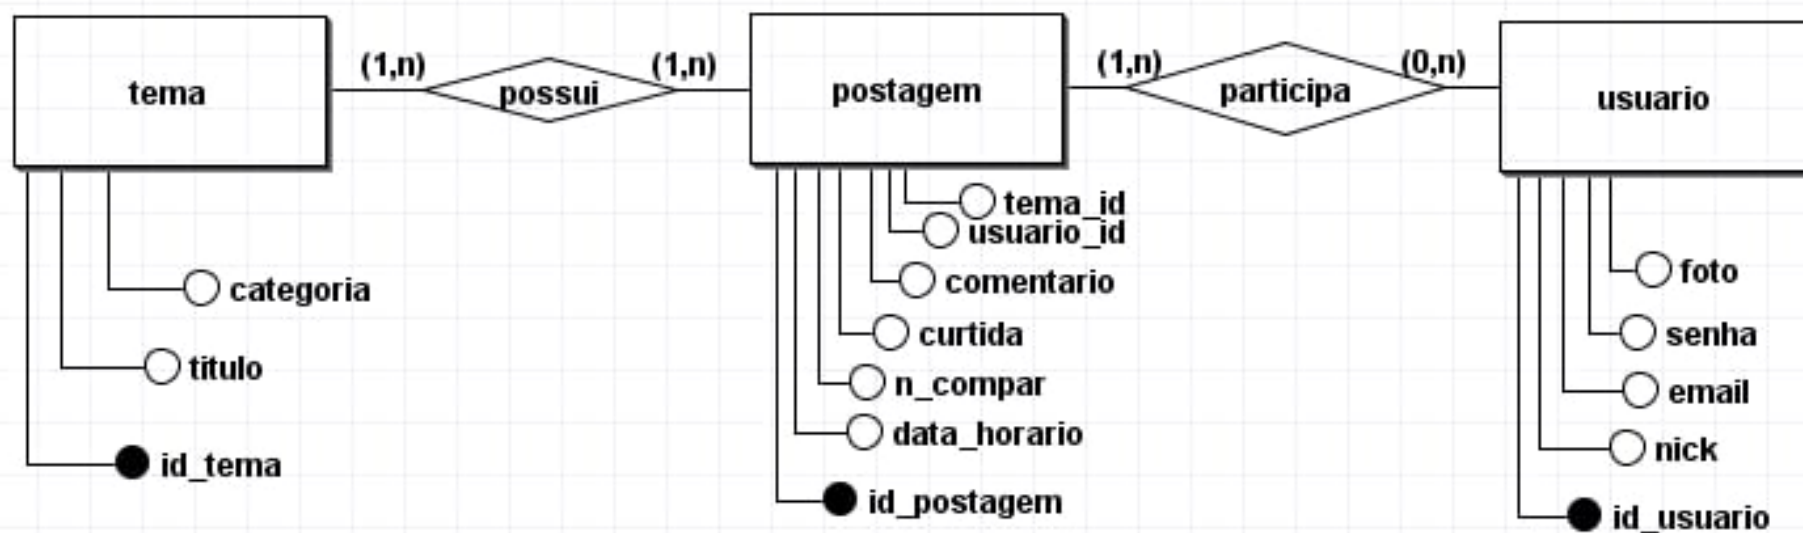 tema
(1,n)
possui
(1,n)
postagem
(1,n)
participa
(0,n)
usuario
categoria
titulo
id_tema
tema_id
usuario_id
comentario
curtida
n_compar
data_horario
id_postagem
foto
senha
email
nick
id_usuario